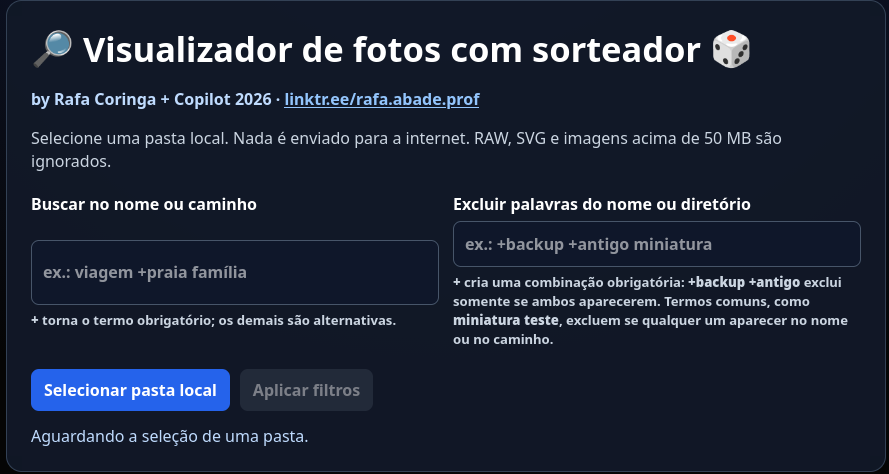 Visualizador de fotos com sorteador
by Rafa Coringa + Copilot 2026 · linktr.ee/rafa.abade.prof
Selecione uma pasta local. Nada é enviado para a internet. RAW, SVG e imagens acima de 50 MB são
ignorados.
Buscar no nome ou caminho
ex.: viagem +praia família
+ torna o termo obrigatório; os demais são alternativas.
Excluir palavras do nome ou diretório
ex.: +backup +antigo miniatura
+ cria uma combinação obrigatória: +backup +antigo exclui
somente se ambos aparecerem. Termos comuns, como
miniatura teste, excluem se qualquer um aparecer no nome
ou no caminho.
Selecionar pasta local
Aplicar filtros
Aguardando a seleção de uma pasta.